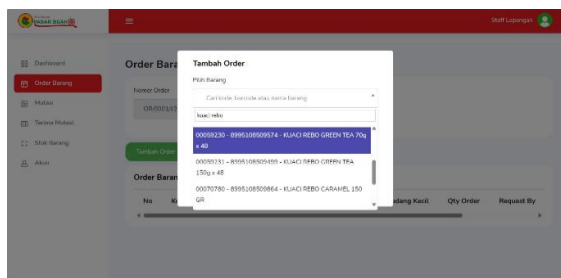 PASAR BUAH
Staff Lapangan
Dashboard
Order Barang
Mutasi
Terima Mutasi
Stok Barang
Akun
Order Bara
Nomer Order
Tambah Order
Order Baran
No
udang Kecil
Qty Order
Request By
Tambah Order
Pilih Barang
Cari kode, barcode atau nama barang
kuaci rebo
00059230 - 8995108509574 - KUACI REBO GREEN TEA 70g
x 40
00059231 - 8995108509499 - KUACI REBO GREEN TEA
150g x 48
00070780 - 8995108509864 - KUACI REBO CARAMEL 150
GR